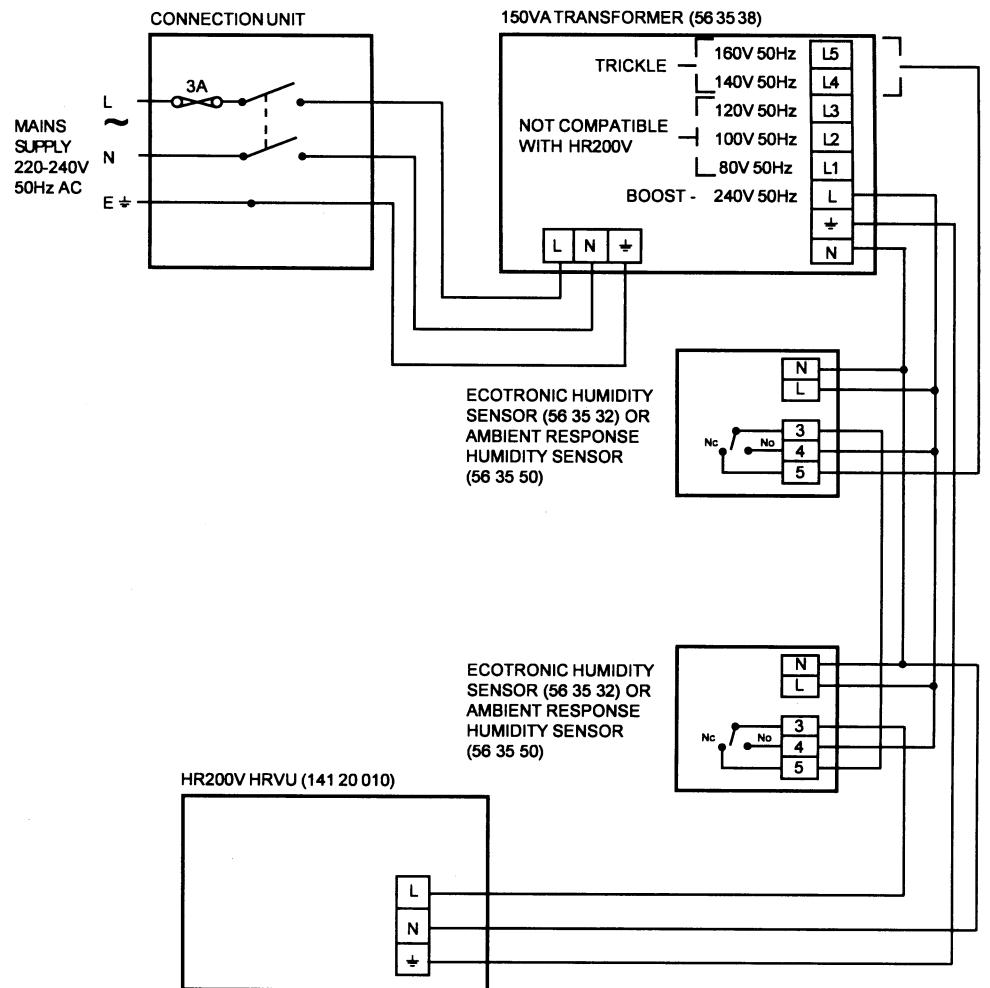 CONNECTION UNIT
3A
L
~
MAINS
SUPPLY
220-240V
50Hz AC
N
E
150VA TRANSFORMER (56 35 38)
TRICKLE
160V 50Hz L5
140V 50Hz L4
120V 50Hz L3
NOT COMPATIBLE
WITH HR200V
100V 50Hz L2
80V 50Hz L1
BOOST - 240V 50Hz L
N
L N
ECOTRONIC HUMIDITY
SENSOR (56 35 32) OR
AMBIENT RESPONSE
HUMIDITY SENSOR
(56 35 50)
N
L
3
Nc No 4
5
ECOTRONIC HUMIDITY
SENSOR (56 35 32) OR
AMBIENT RESPONSE
HUMIDITY SENSOR
(56 35 50)
N
L
3
Nc No 4
5
HR200V HRVU (141 20 010)
L
N